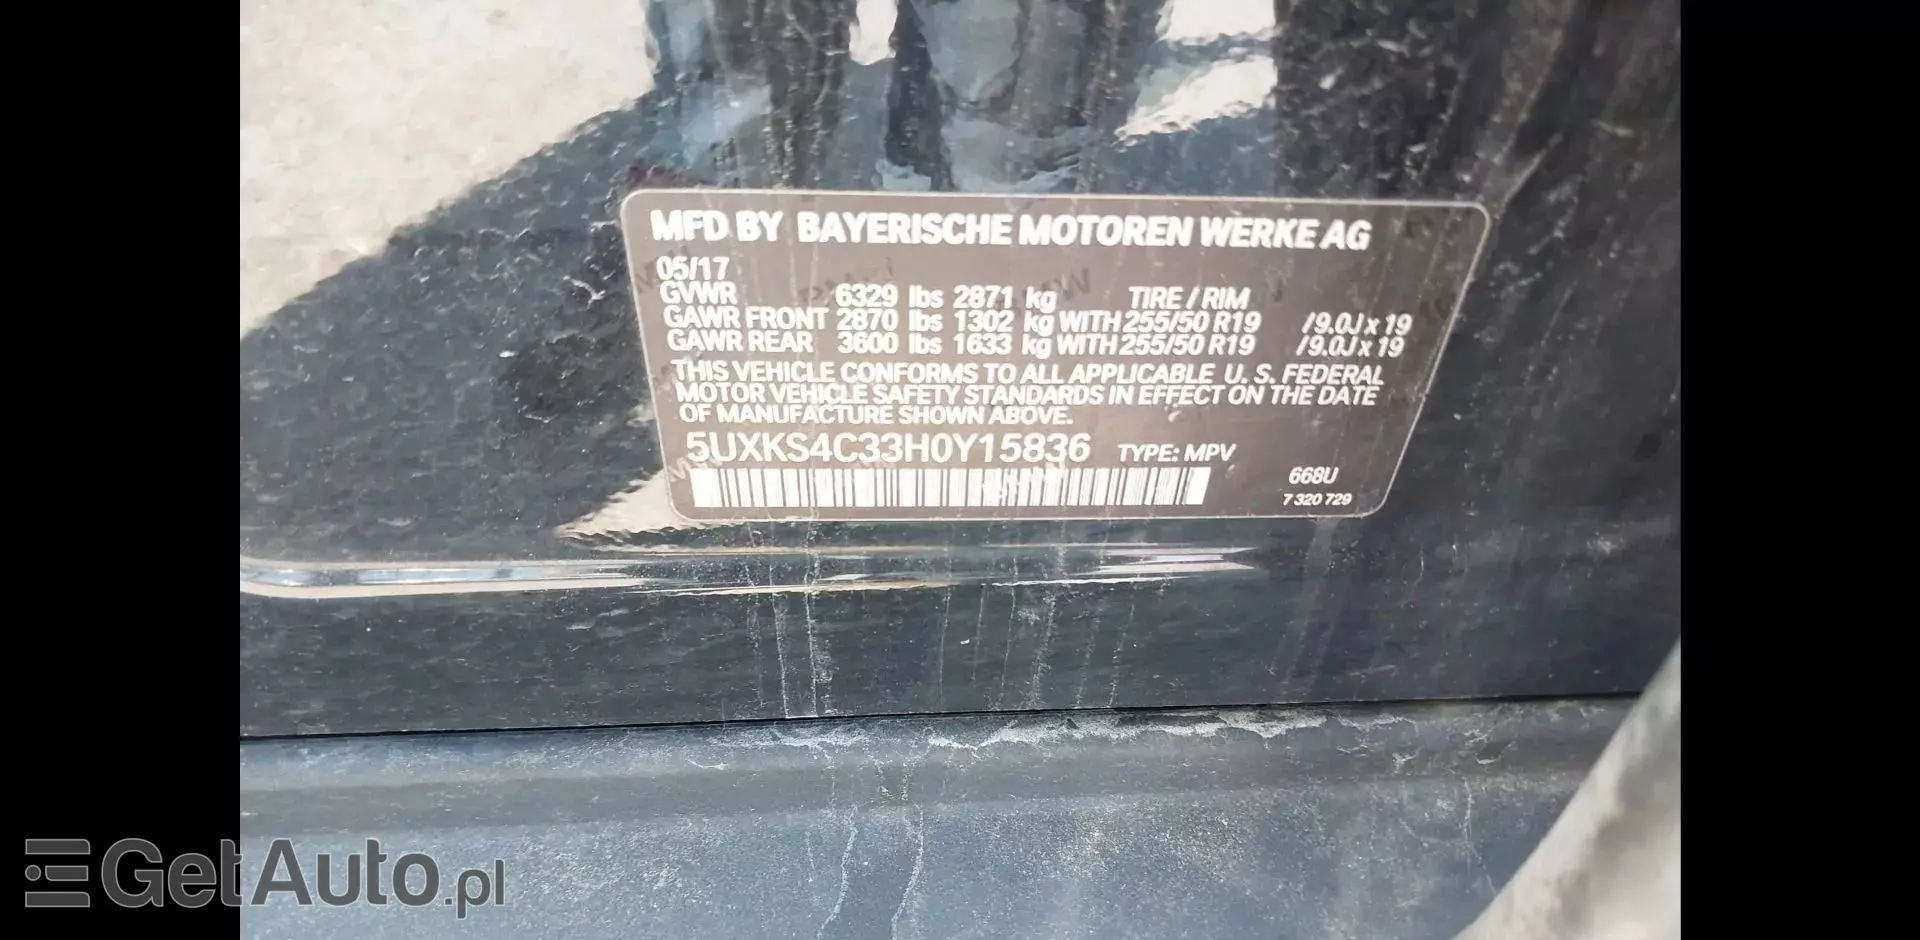 MFD BY BAYERISCHE MOTOREN WERKE AG
05/17
GVWR 6329 lbs 2871 kg TIRE / RIM
GAWR FRONT 2870 lbs 1302 kg WITH 255/50 R19 / 9.0J x 19
GAWR REAR 3600 lbs 1633 kg WITH 255/50 R19 / 9.0J x 19
THIS VEHICLE CONFORMS TO ALL APPLICABLE U. S. FEDERAL
MOTOR VEHICLE SAFETY STANDARDS IN EFFECT ON THE DATE
OF MANUFACTURE SHOWN ABOVE.
5UXKS4C33H0Y15836 TYPE: MPV
668U
7 320 729
GetAuto.pl